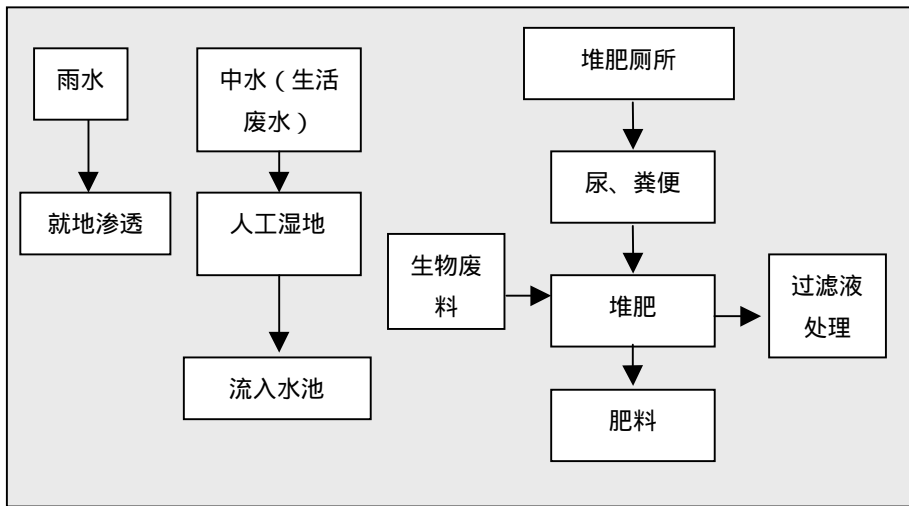 雨水
就地渗透
中水（生活
废水）
人工湿地
流入水池
堆肥厕所
尿、粪便
生物废
料
堆肥
过滤液
处理
肥料